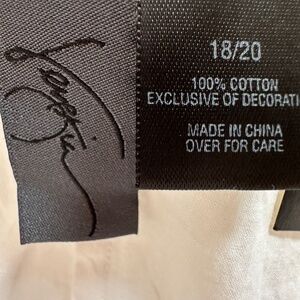 18/20
100% COTTON
EXCLUSIVE OF DECORATI
MADE IN CHINA
OVER FOR CARE